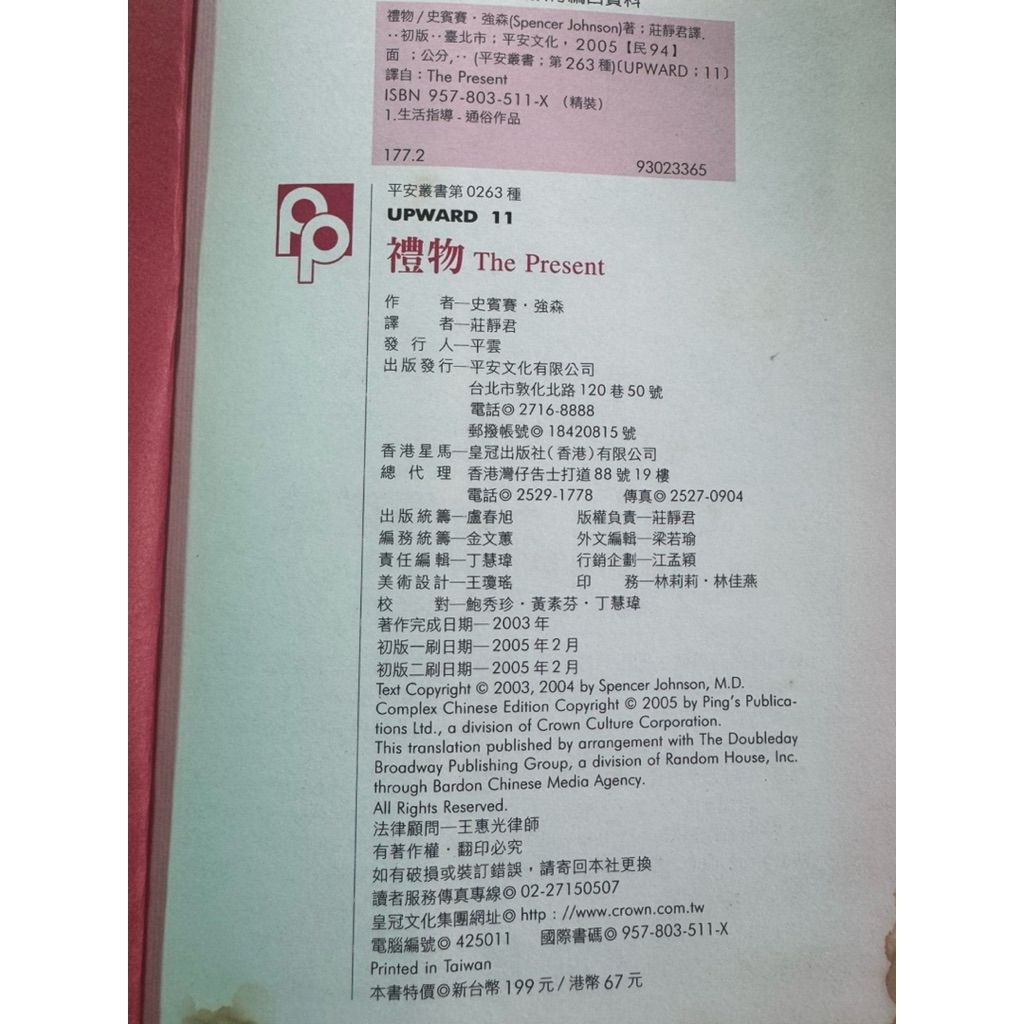 禮物 / 史賓賽・強森(Spencer Johnson)著；莊靜君譯.
‥初版‥臺北市；平安文化，2005【民94】
面 ；公分,‥ (平安叢書；第263種)〔UPWARD；11〕
譯自：The Present
ISBN 957-803-511-X （精裝）
1.生活指導 - 通俗作品
177.2 93023365
平安叢書第0263種
UPWARD 11
禮物 The Present
作 者—史賓賽・強森
譯 者—莊靜君
發 行 人—平雲
出版發行—平安文化有限公司
台北市敦化北路120巷50號
電話◎2716-8888
郵撥帳號◎18420815號
香港星馬—皇冠出版社（香港）有限公司
總 代 理 香港灣仔告士打道88號19樓
電話◎2529-1778 傳真◎2527-0904
出版統籌—盧春旭 版權負責—莊靜君
編務統籌—金文蕙 外文編輯—梁若瑜
責任編輯—丁慧瑋 行銷企劃—江孟穎
美術設計—王瓊瑤 印 務—林莉莉・林佳燕
校 對—鮑秀珍・黃素芬・丁慧瑋
著作完成日期—2003年
初版一刷日期—2005年2月
初版二刷日期—2005年2月
Text Copyright © 2003, 2004 by Spencer Johnson, M.D.
Complex Chinese Edition Copyright © 2005 by Ping's Publica-
tions Ltd., a division of Crown Culture Corporation.
This translation published by arrangement with The Doubleday
Broadway Publishing Group, a division of Random House, Inc.
through Bardon Chinese Media Agency.
All Rights Reserved.
法律顧問—王惠光律師
有著作權・翻印必究
如有破損或裝訂錯誤，請寄回本社更換
讀者服務傳真專線◎02-27150507
皇冠文化集團網址◎http：//www.crown.com.tw
電腦編號◎425011 國際書碼◎957-803-511-X
Printed in Taiwan
本書特價◎新台幣199元/港幣67元